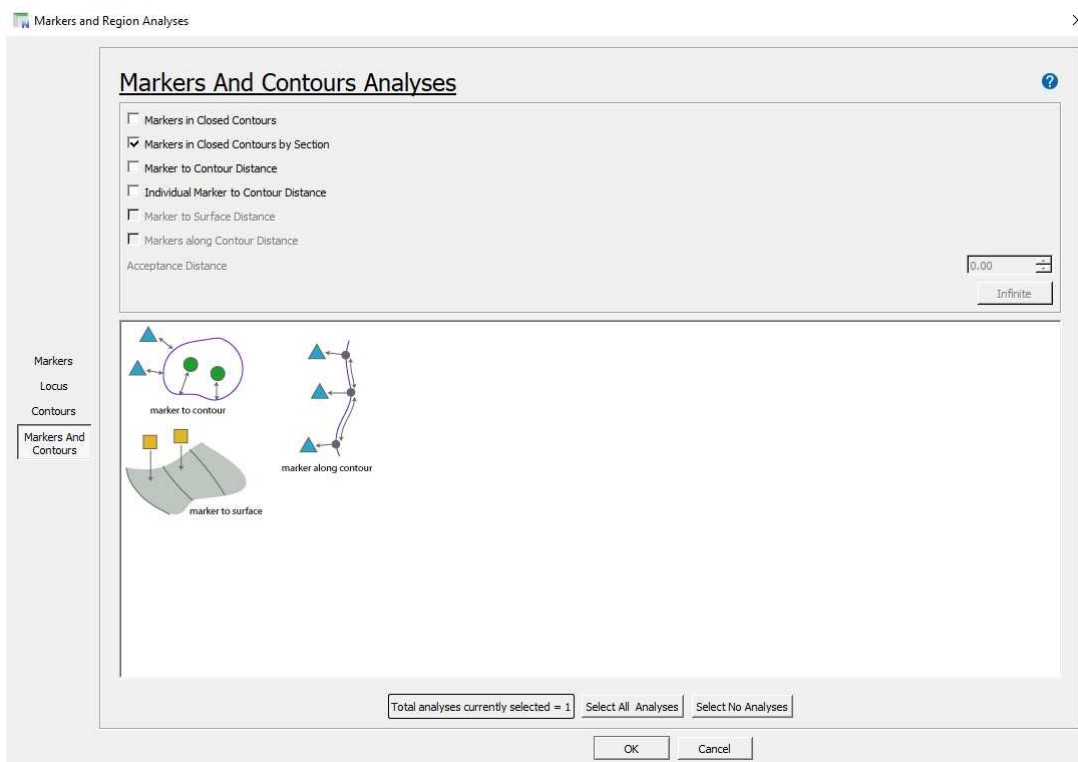 Markers and Region Analyses
Markers And Contours Analyses
?
Markers in Closed Contours
Markers in Closed Contours by Section
Marker to Contour Distance
Individual Marker to Contour Distance
Marker to Surface Distance
Markers along Contour Distance
Acceptance Distance
0.00
Infinite
Markers
Locus
Contours
Markers And
Contours
marker to contour
marker along contour
marker to surface
Total analyses currently selected = 1
Select All Analyses
Select No Analyses
OK
Cancel